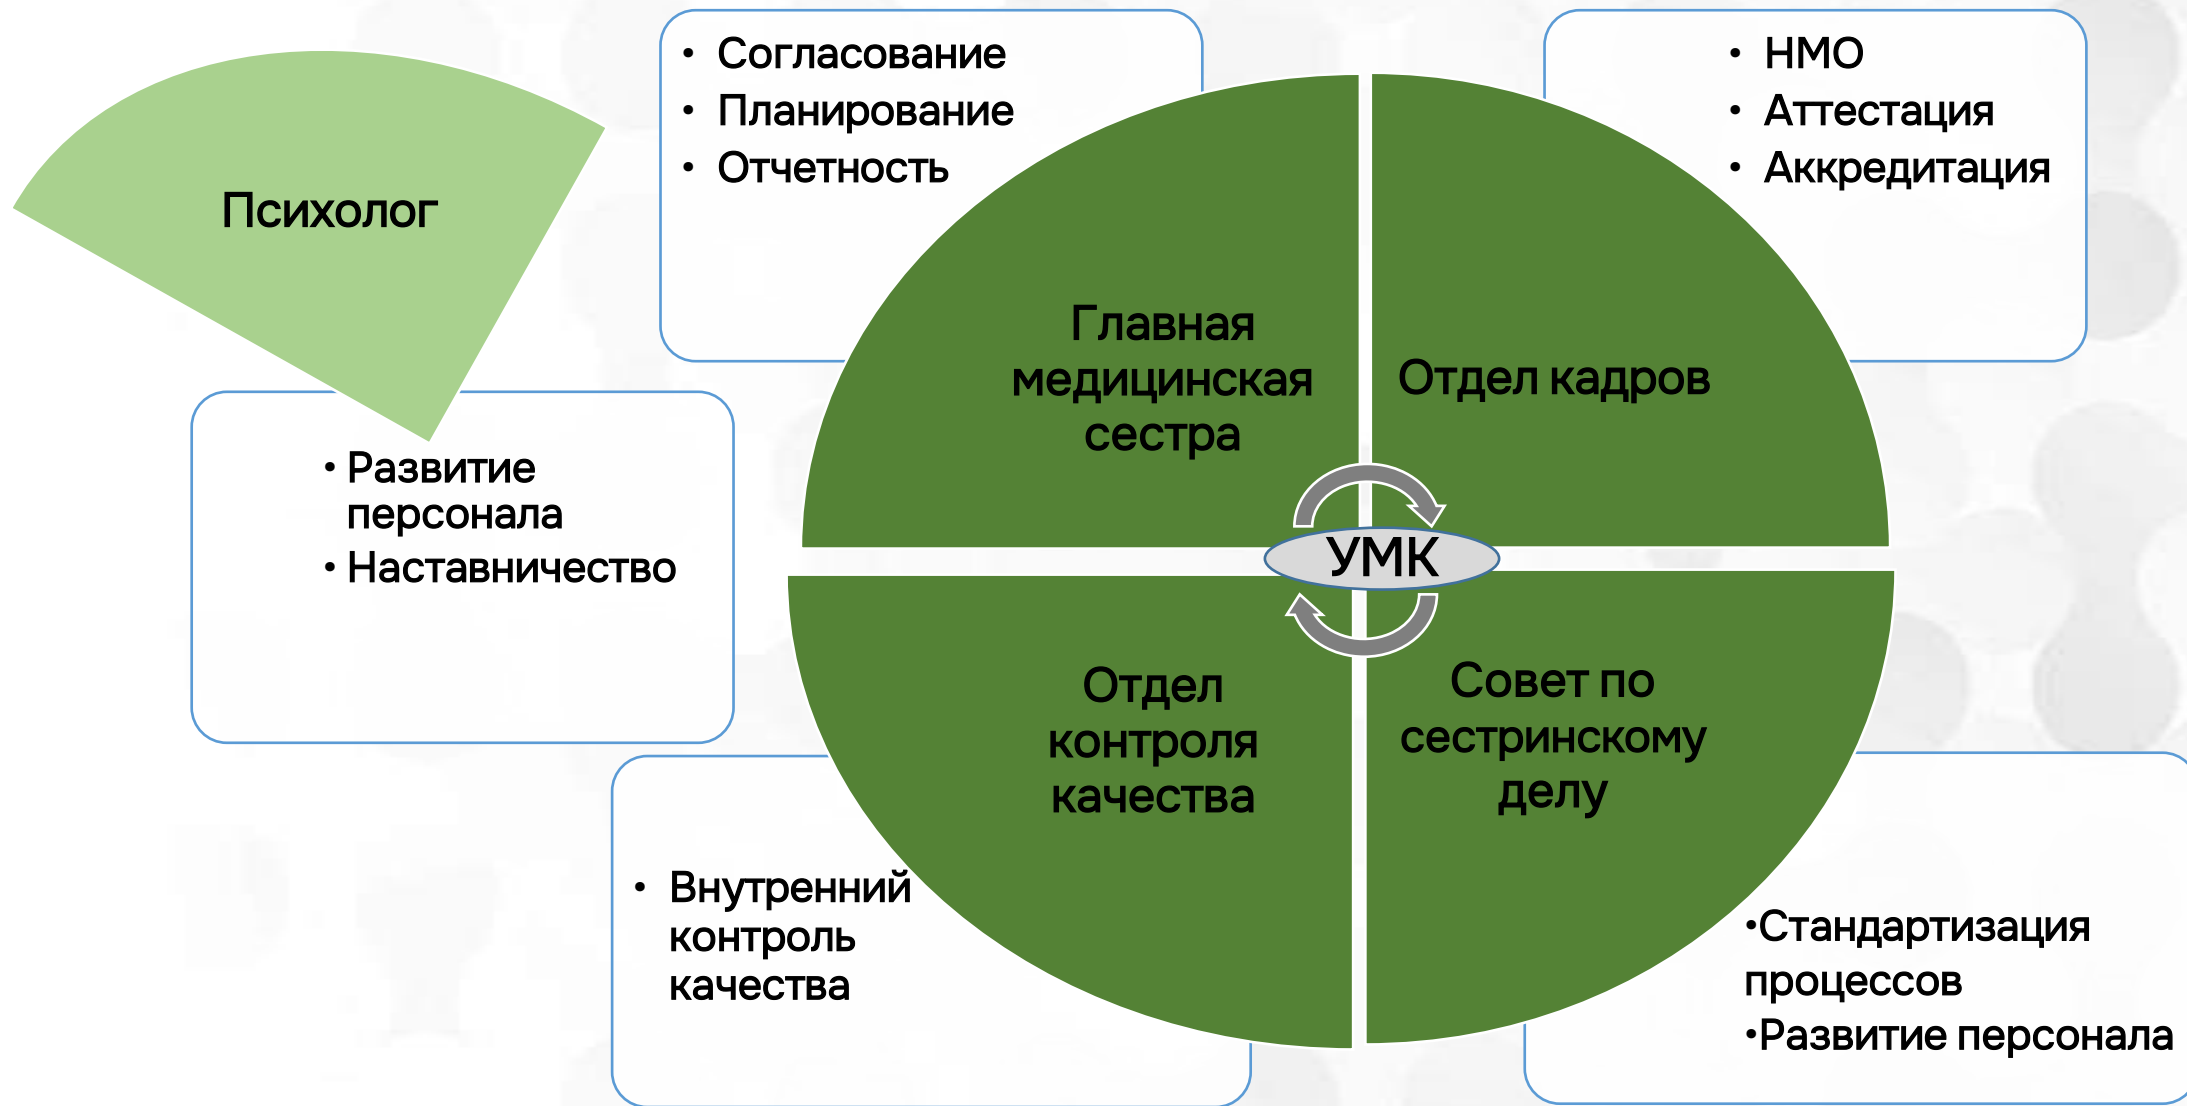 Психолог
• Развитие
персонала
• Наставничество
• Согласование
• Планирование
• Отчетность
Главная
медицинская
сестра
• НМО
• Аттестация
• Аккредитация
Отдел кадров
УМК
Отдел
контроля
качества
• Внутренний
контроль
качества
Совет по
сестринскому
делу
•Стандартизация
процессов
•Развитие персонала